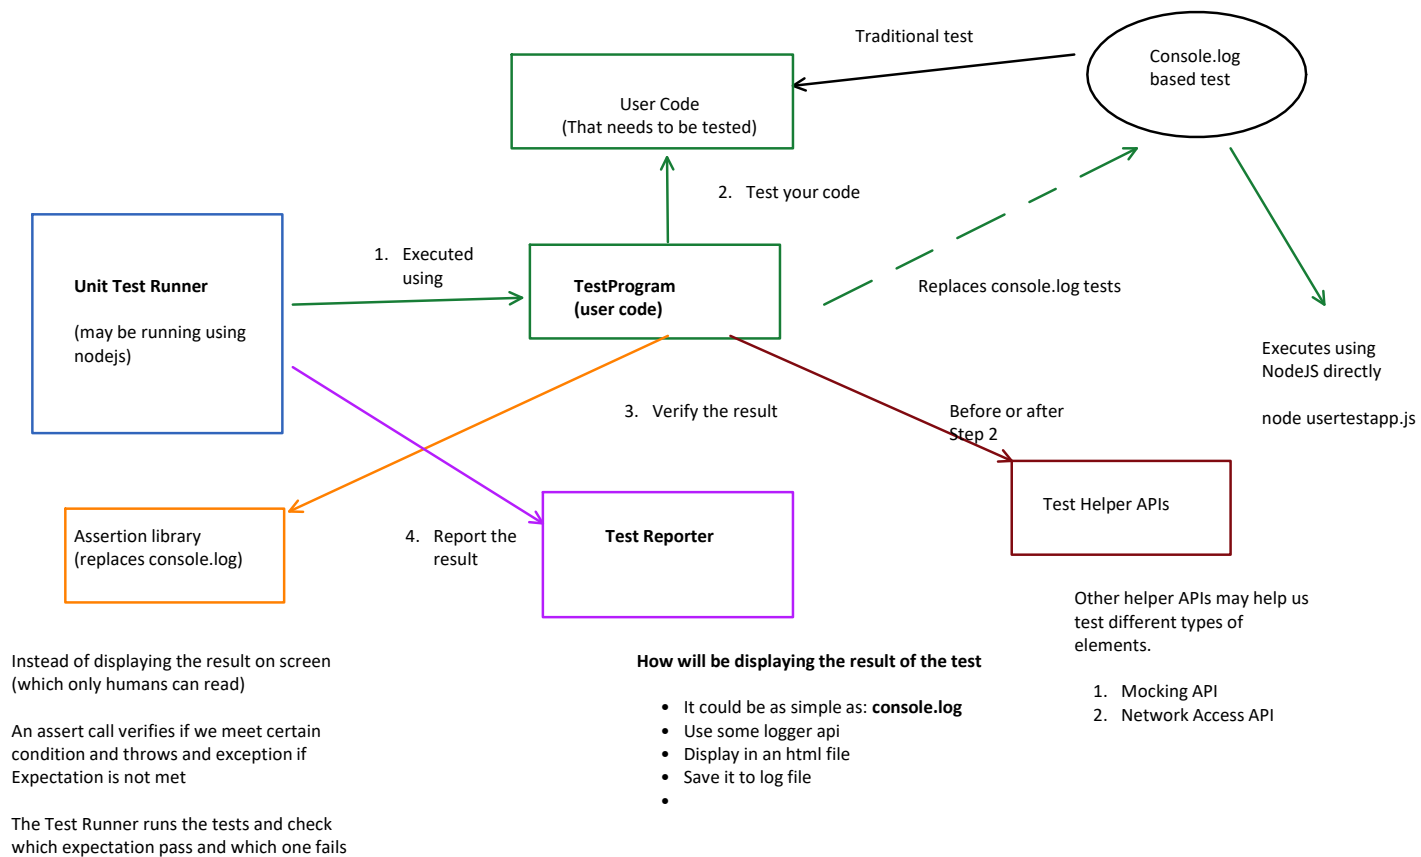 Traditional test
Console.log
based test
User Code
(That needs to be tested)
2. Test your code
1. Executed
using
Unit Test Runner
(may be running using
nodejs)
TestProgram
(user code)
Replaces console.log tests
Executes using
NodeJS directly
node usertestapp.js
3. Verify the result
Before or after
Step 2
Test Helper APIs
Assertion library
(replaces console.log)
4. Report the
result
Test Reporter
Other helper APIs may help us
test different types of
elements.
1. Mocking API
2. Network Access API
Instead of displaying the result on screen
(which only humans can read)
An assert call verifies if we meet certain
condition and throws and exception if
Expectation is not met
The Test Runner runs the tests and check
which expectation pass and which one fails
How will be displaying the result of the test
• It could be as simple as: console.log
• Use some logger api
• Display in an html file
• Save it to log file
•